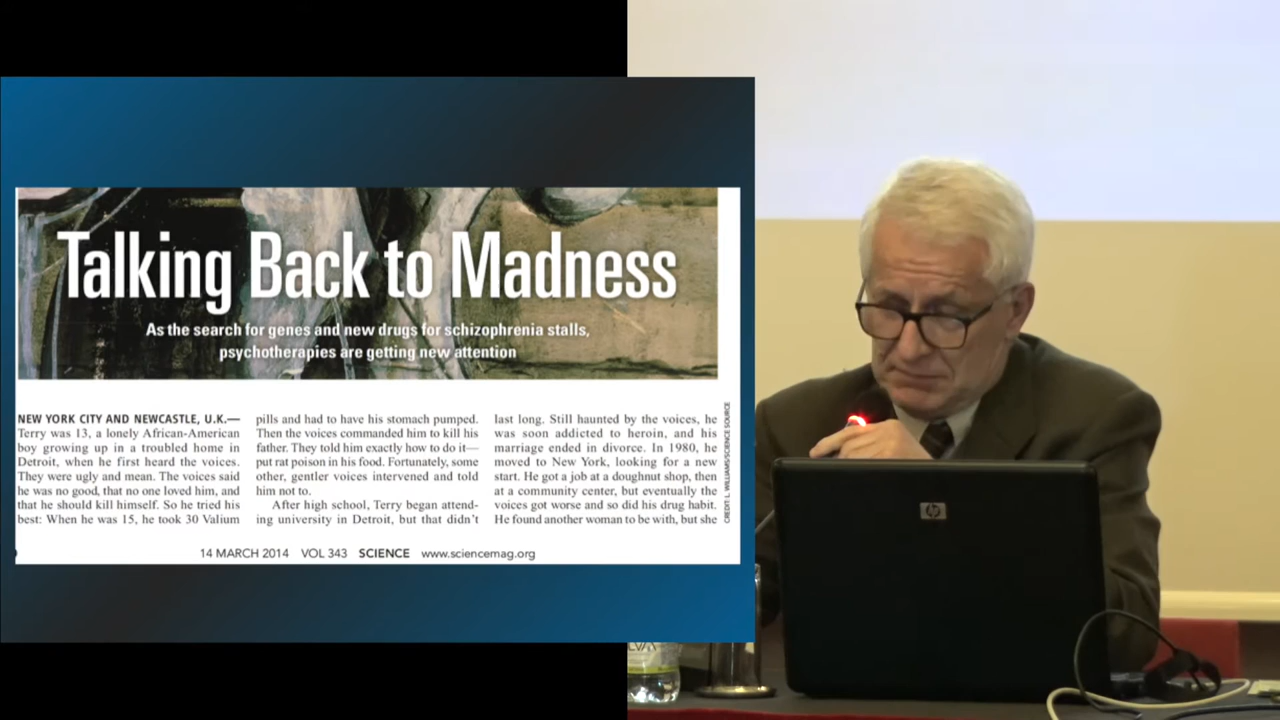 Talking Back to Madness
As the search for genes and new drugs for schizophrenia stalls,
psychotherapies are getting new attention
NEW YORK CITY AND NEWCASTLE, U.K.—
Terry was 13, a lonely African-American
boy growing up in a troubled home in
Detroit, when he first heard the voices.
They were ugly and mean. The voices said
he was no good, that no one loved him, and
that he should kill himself. So he tried his
best: When he was 15, he took 30 Valium
pills and had to have his stomach pumped.
Then the voices commanded him to kill his
father. They told him exactly how to do it—
put rat poison in his food. Fortunately, some
other, gentler voices intervened and told
him not to.
After high school, Terry began attend-
ing university in Detroit, but that didn't
last long. Still haunted by the voices, he
was soon addicted to heroin, and his
marriage ended in divorce. In 1980, he
moved to New York, looking for a new
start. He got a job at a doughnut shop, then
at a community center, but eventually the
voices got worse and so did his drug habit.
He found another woman to be with, but she
CREDIT: L. WILLIAMS/SCIENCE SOURCE
14 MARCH 2014 VOL 343 SCIENCE www.sciencemag.org
hp